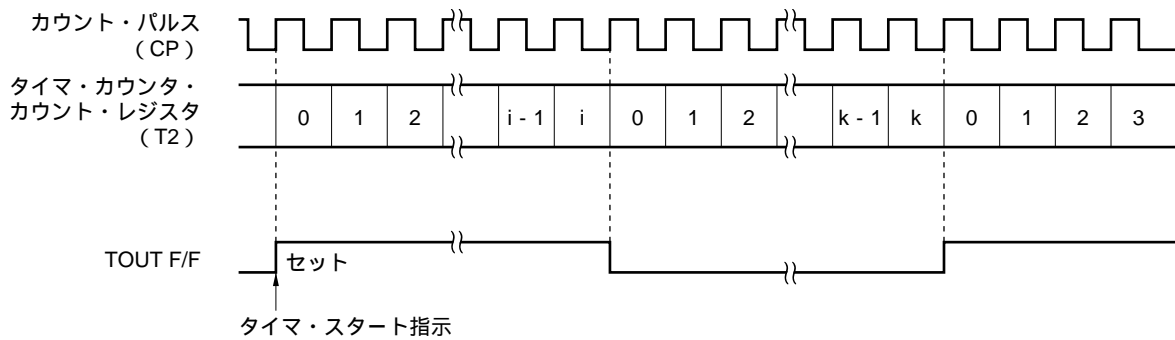 カウント・パルス
（CP）
タイマ・カウンタ・
カウント・レジスタ
（T2）
0 1 2 i - 1 i 0 1 2 k - 1 k 0 1 2 3
TOUT F/F
セット
タイマ・スタート指示